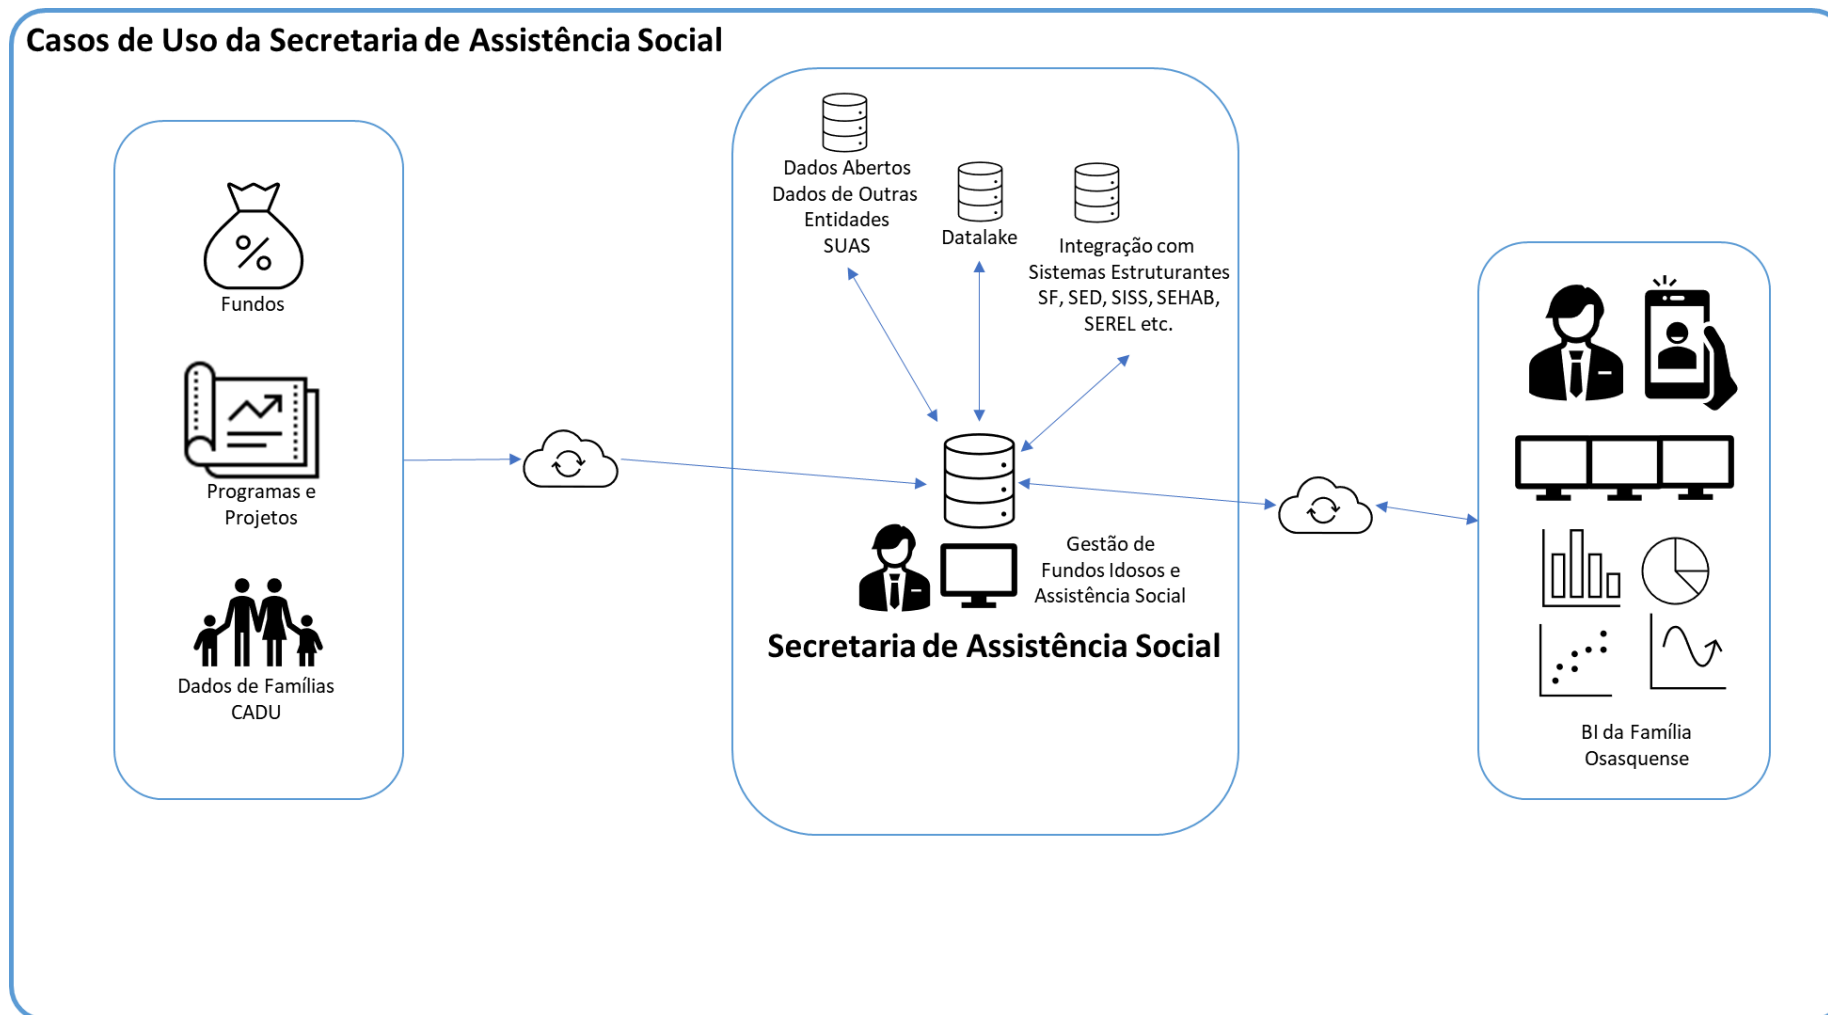 Casos de Uso da Secretaria de Assistência Social
Fundos
Programas e
Projetos
Dados de Famílias
CADU
Dados Abertos
Dados de Outras
Entidades
SUAS
Datalake
Integração com
Sistemas Estruturantes
SF, SED, SISS, SEHAB,
SEREL etc.
Gestão de
Fundos Idosos e
Assistência Social
Secretaria de Assistência Social
BI da Família
Osasquense